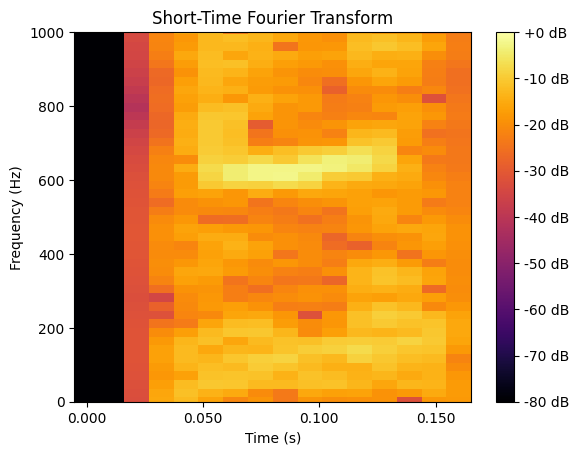 Short-Time Fourier Transform
1000
800
600
400
200
0
Frequency (Hz)
0.000
0.050
0.100
0.150
Time (s)
+0 dB
-10 dB
-20 dB
-30 dB
-40 dB
-50 dB
-60 dB
-70 dB
-80 dB